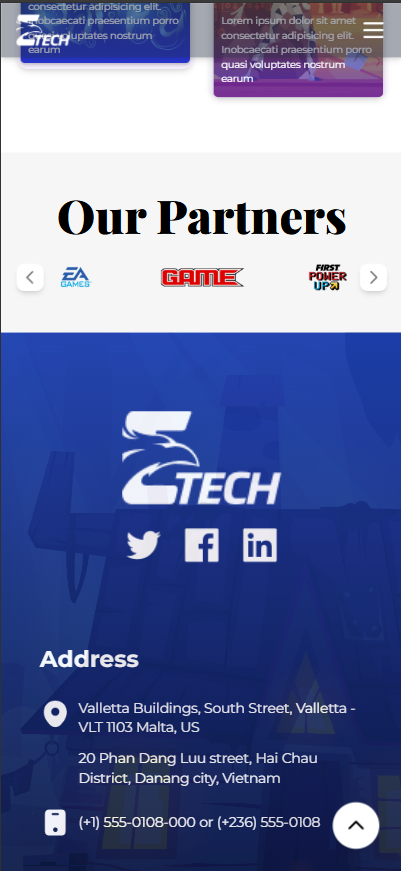 consectetur adipisicing elit.
Inobcaecati praesentium porro
quasi voluptates nostrum
earum
TECH
Lorem ipsum dolor sit amet
consectetur adipisicing elit.
Inobcaecati praesentium porro
quasi voluptates nostrum
earum
Our Partners
EA
GAMES
GAME
FIRST
POWER
UP
ETECH
Address
Valletta Buildings, South Street, Valletta -
VLT 1103 Malta, US
20 Phan Dang Luu street, Hai Chau
District, Danang city, Vietnam
(+1) 555-0108-000 or (+236) 555-0108